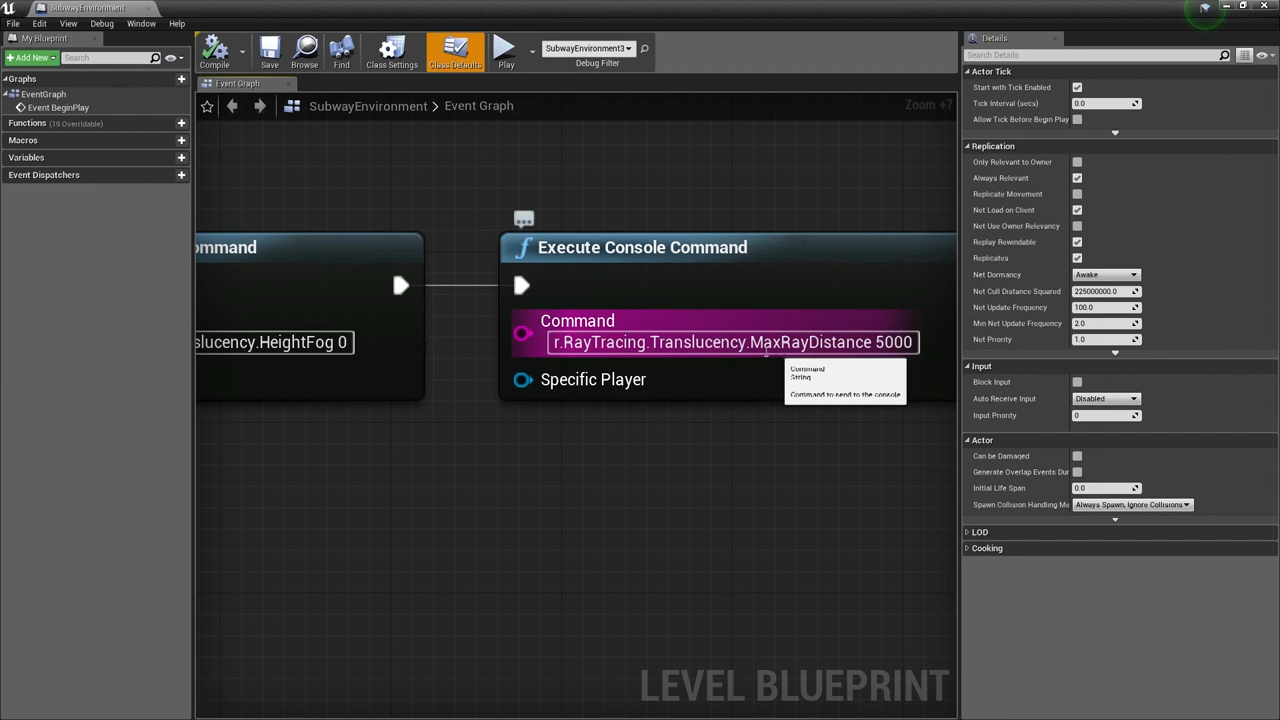 SubwayEnvironment
File Edit View Debug Window Help
My Blueprint
Add New Search
Graphs
EventGraph
Event BeginPlay
Functions (19 Overridable)
Macros
Variables
Event Dispatchers
Compile Save Browse Find Class Settings Class Defaults Play
SubwayEnvironment3
Debug Filter
Event Graph
SubwayEnvironment > Event Graph Zoom +7
ommand
slucency.HeightFog 0
Execute Console Command
Command
r.RayTracing.Translucency.MaxRayDistance 5000
Specific Player
Command
String
Command to send to the console
LEVEL BLUEPRINT
Details
Search Details
Actor Tick
Start with Tick Enabled
Tick Interval (secs) 0.0
Allow Tick Before Begin Play
Replication
Only Relevant to Owner
Always Relevant
Replicate Movement
Net Load on Client
Net Use Owner Relevancy
Replay Rewindable
Replicates
Net Dormancy Awake
Net Cull Distance Squared 225000000.0
Net Update Frequency 100.0
Min Net Update Frequency 2.0
Net Priority 1.0
Input
Block Input
Auto Receive Input Disabled
Input Priority 0
Actor
Can be Damaged
Generate Overlap Events Dur
Initial Life Span 0.0
Spawn Collision Handling Me Always Spawn, Ignore Collisions
LOD
Cooking